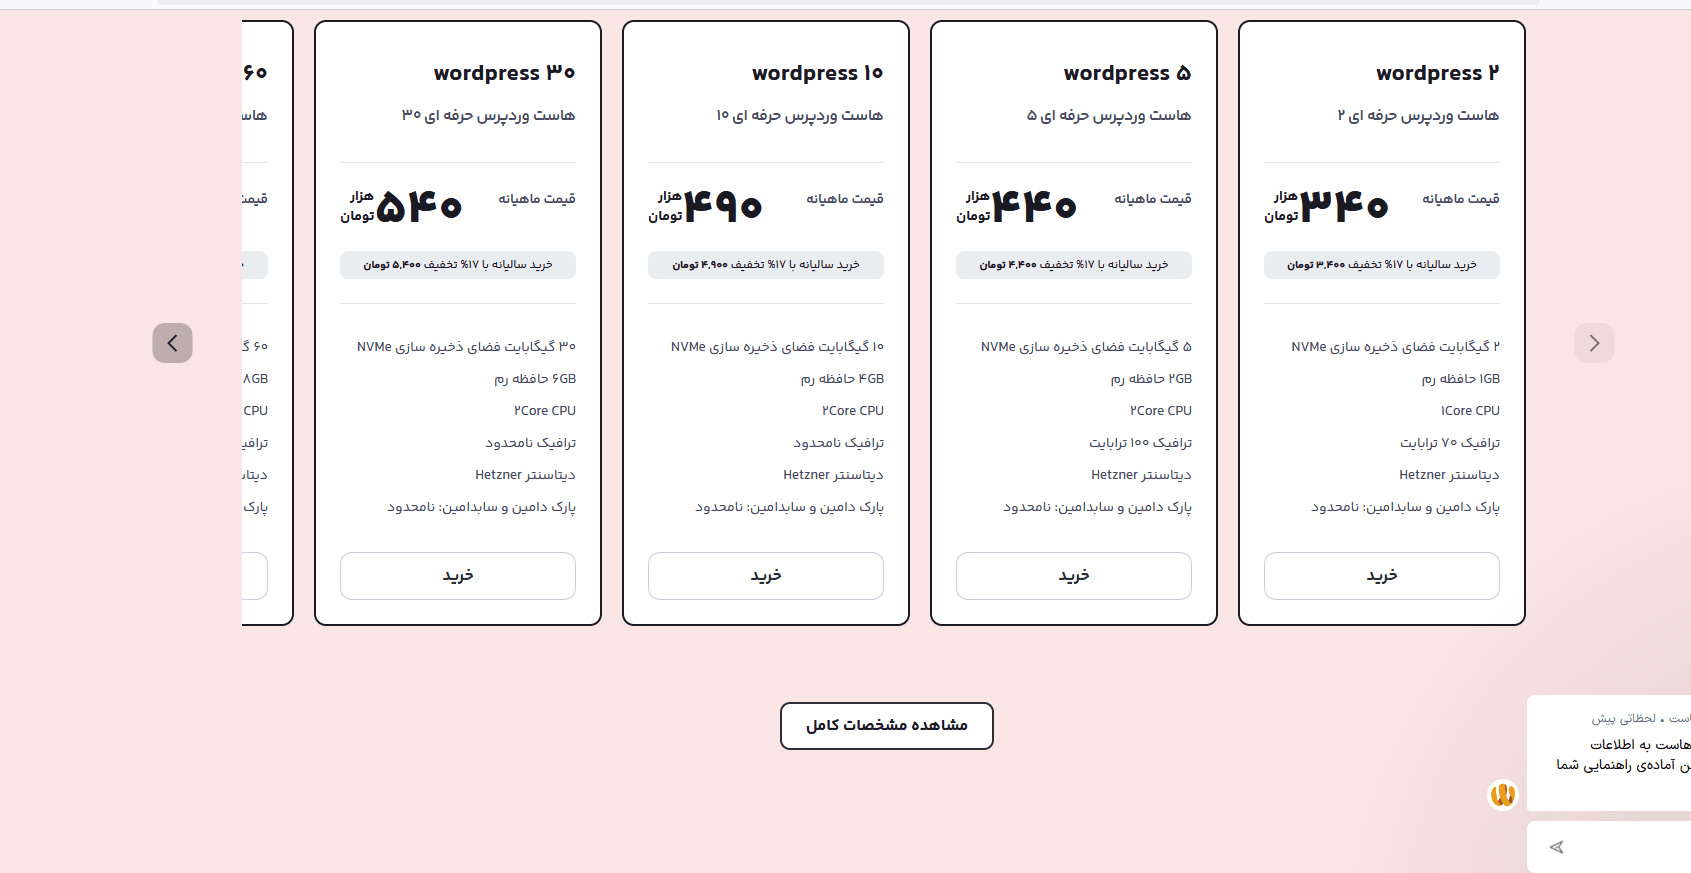 wordpress ۲
هاست وردپرس حرفه ای ۲
قیمت ماهیانه
۳۴۰
هزار
تومان
خرید سالیانه با ۱۷% تخفیف ۳,۴۰۰ تومان
۲ گیگابایت فضای ذخیره سازی NVMe
۱GB حافظه رم
۱Core CPU
ترافیک ۷۰ ترابایت
دیتاسنتر Hetzner
پارک دامین و سابدامین: نامحدود
خرید
wordpress ۵
هاست وردپرس حرفه ای ۵
قیمت ماهیانه
۴۴۰
هزار
تومان
خرید سالیانه با ۱۷% تخفیف ۴,۴۰۰ تومان
۵ گیگابایت فضای ذخیره سازی NVMe
۲GB حافظه رم
۲Core CPU
ترافیک ۱۰۰ ترابایت
دیتاسنتر Hetzner
پارک دامین و سابدامین: نامحدود
خرید
wordpress ۱۰
هاست وردپرس حرفه ای ۱۰
قیمت ماهیانه
۴۹۰
هزار
تومان
خرید سالیانه با ۱۷% تخفیف ۴,۹۰۰ تومان
۱۰ گیگابایت فضای ذخیره سازی NVMe
۴GB حافظه رم
۲Core CPU
ترافیک نامحدود
دیتاسنتر Hetzner
پارک دامین و سابدامین: نامحدود
خرید
wordpress ۳۰
هاست وردپرس حرفه ای ۳۰
قیمت ماهیانه
۵۴۰
هزار
تومان
خرید سالیانه با ۱۷% تخفیف ۵,۴۰۰ تومان
۳۰ گیگابایت فضای ذخیره سازی NVMe
۶GB حافظه رم
۲Core CPU
ترافیک نامحدود
دیتاسنتر Hetzner
پارک دامین و سابدامین: نامحدود
خرید
۶۰
۶۰
۸GB
CPU
پارک
مشاهده مشخصات کامل
• لحظاتی پیش
هاست به اطلاعات
آماده‌ی راهنمایی شما